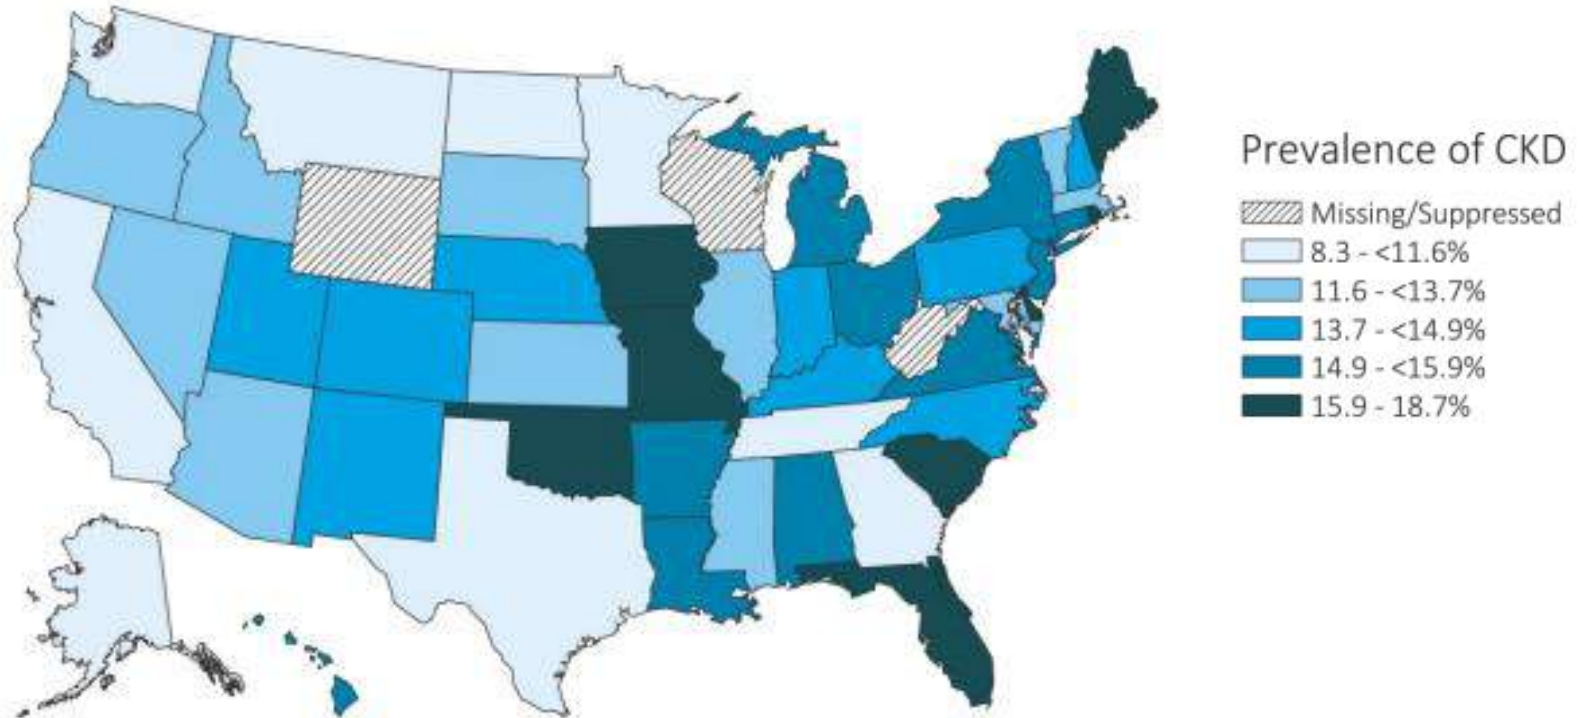 Prevalence of CKD
Missing/Suppressed
8.3 - <11.6%
11.6 - <13.7%
13.7 - <14.9%
14.9 - <15.9%
15.9 - 18.7%